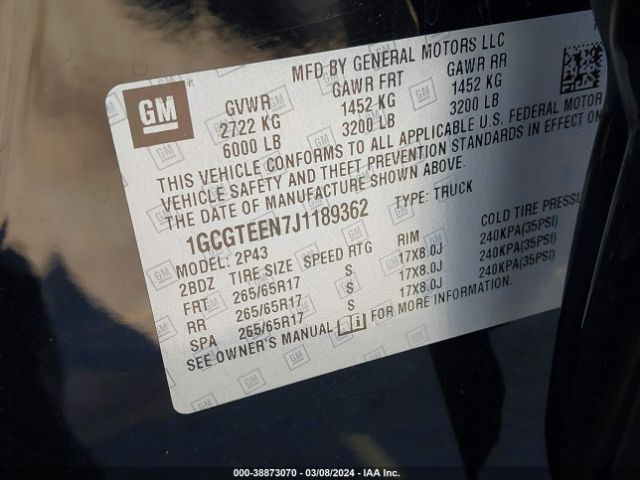 MFD BY GENERAL MOTORS LLC
GM
GVWR GAWR FRT GAWR RR
2722 KG 1452 KG 1452 KG
6000 LB 3200 LB 3200 LB
THIS VEHICLE CONFORMS TO ALL APPLICABLE U.S. FEDERAL MOTOR
VEHICLE SAFETY AND THEFT PREVENTION STANDARDS IN EFFECT ON
THE DATE OF MANUFACTURE SHOWN ABOVE.
1GCGTEEN7J1189362 TYPE: TRUCK
MODEL: 2P43 COLD TIRE PRESSU
2BDZ TIRE SIZE SPEED RTG RIM 240KPA(35PSI)
FRT 265/65R17 S 17X8.0J 240KPA(35PSI)
RR 265/65R17 S 17X8.0J 240KPA(35PSI)
SPA 265/65R17 S 17X8.0J
SEE OWNER'S MANUAL FOR MORE INFORMATION.
000-38873070 - 03/08/2024 - IAA Inc.